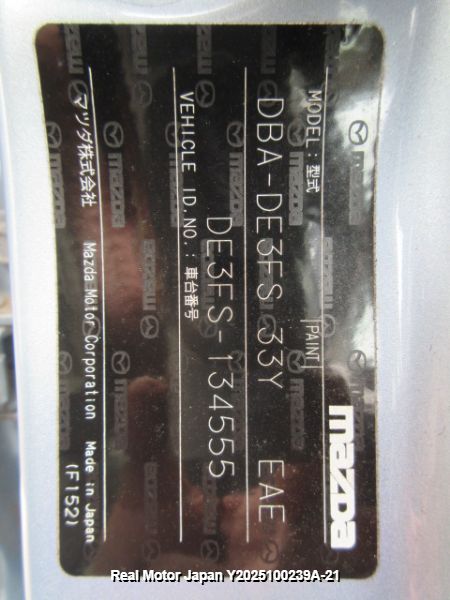 mazda
MODEL:型式 PAINT
DBA-DE3FS 33Y EAE
VEHICLE ID.NO.:車台番号
DE3FS-134555
マツダ株式会社 Mazda Motor Corporation Made in Japan
(F152)
Real Motor Japan Y2025100239A-21